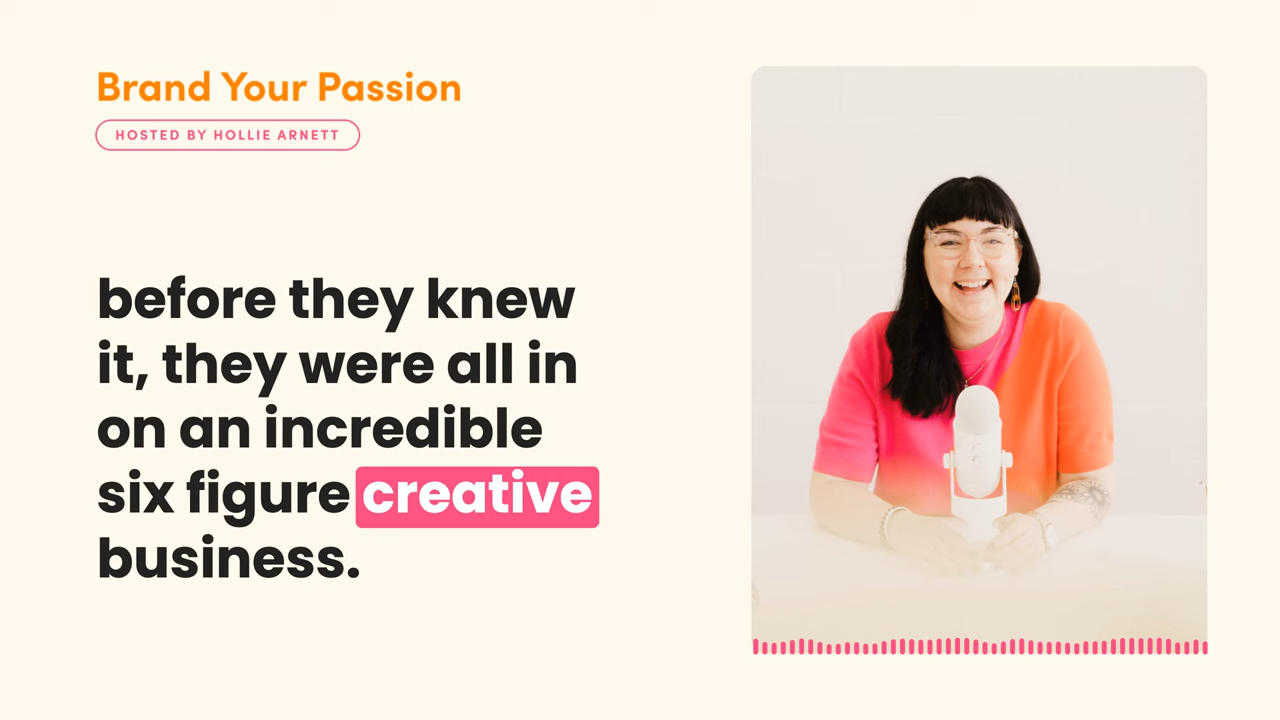 Brand Your Passion
HOSTED BY HOLLIE ARNETT
before they knew
it, they were all in
on an incredible
six figure creative
business.